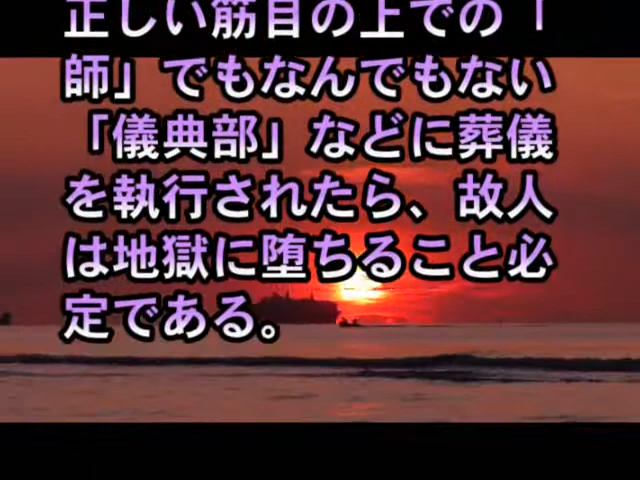 正しい筋目の上での「
師」でもなんでもない
「儀典部」などに葬儀
を執行されたら、故人
は地獄に堕ちること必
定である。